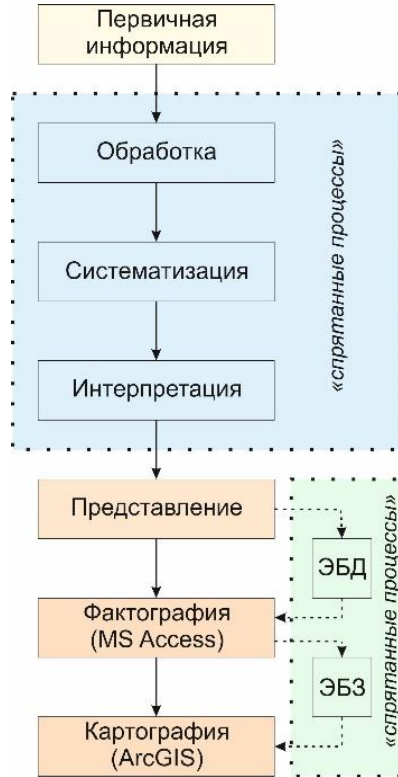 Первичная
информация
Обработка
Систематизация
Интерпретация
«спрятанные процессы»
Представление
ЭБД
Фактография
(MS Access)
ЭБЗ
Картография
(ArcGIS)
«спрятанные процессы»